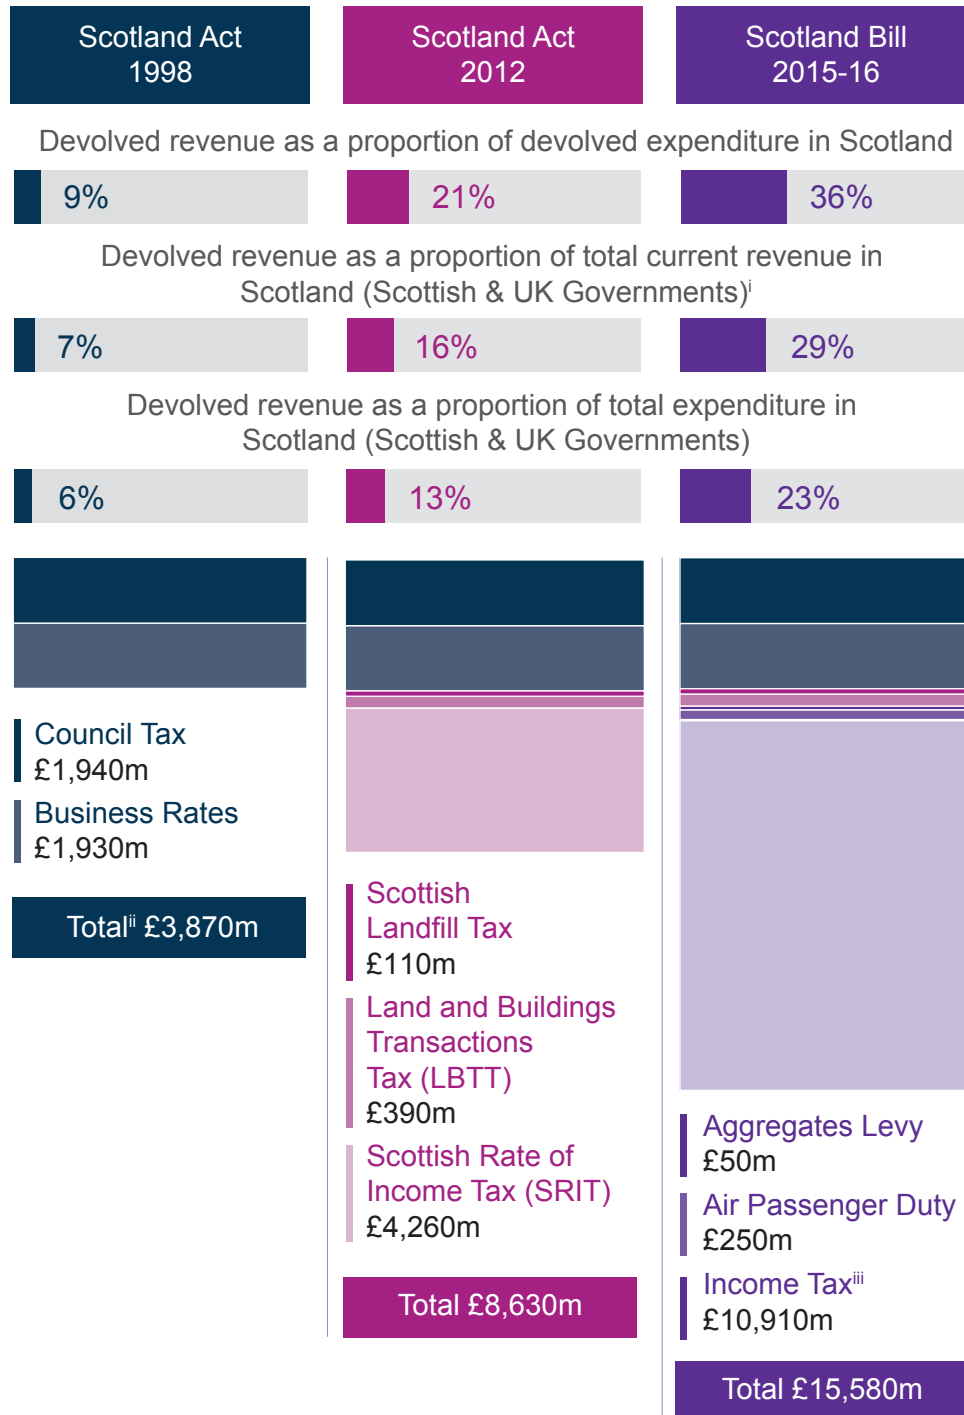 Scotland Act
1998
Scotland Act
2012
Scotland Bill
2015-16
Devolved revenue as a proportion of devolved expenditure in Scotland
9%
21%
36%
Devolved revenue as a proportion of total current revenue in
Scotland (Scottish & UK Governments)ⁱ
7%
16%
29%
Devolved revenue as a proportion of total expenditure in
Scotland (Scottish & UK Governments)
6%
13%
23%
Council Tax
£1,940m
Business Rates
£1,930m
Totalⁱⁱ £3,870m
Scottish
Landfill Tax
£110m
Land and Buildings
Transactions
Tax (LBTT)
£390m
Scottish Rate of
Income Tax (SRIT)
£4,260m
Total £8,630m
Aggregates Levy
£50m
Air Passenger Duty
£250m
Income Taxⁱⁱⁱ
£10,910m
Total £15,580m